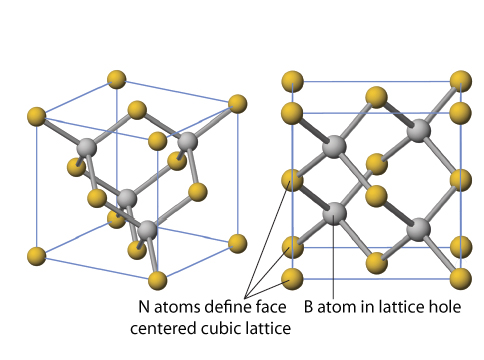 N atoms define face
centered cubic lattice
B atom in lattice hole